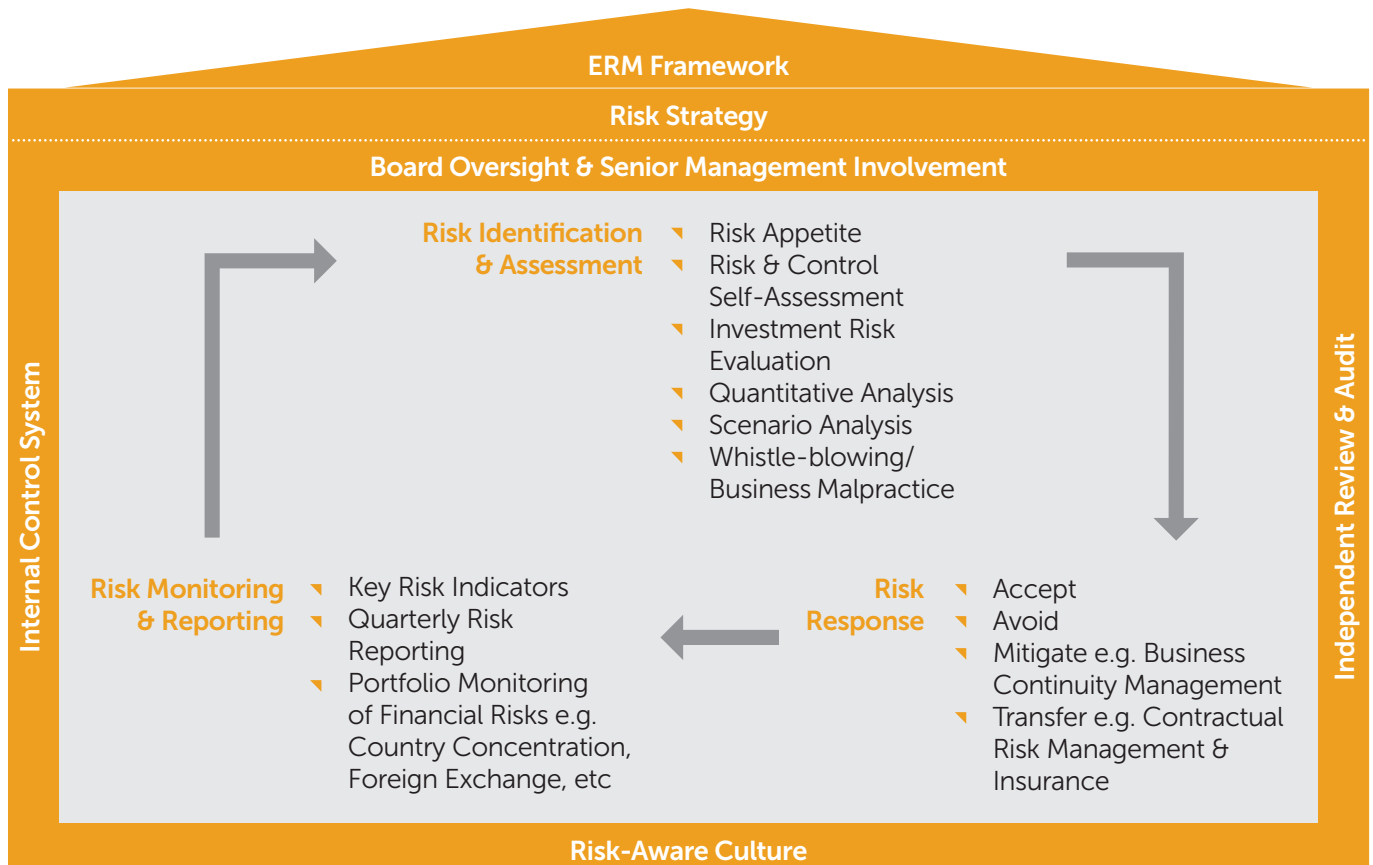 ERM Framework
Risk Strategy
Board Oversight & Senior Management Involvement
Internal Control System
Risk Identification
& Assessment
Risk Appetite
Risk & Control
Self-Assessment
Investment Risk
Evaluation
Quantitative Analysis
Scenario Analysis
Whistle-blowing/
Business Malpractice
Independent Review & Audit
Risk Monitoring
& Reporting
Key Risk Indicators
Quarterly Risk
Reporting
Portfolio Monitoring
of Financial Risks e.g.
Country Concentration,
Foreign Exchange, etc
Risk
Response
Accept
Avoid
Mitigate e.g. Business
Continuity Management
Transfer e.g. Contractual
Risk Management &
Insurance
Risk-Aware Culture